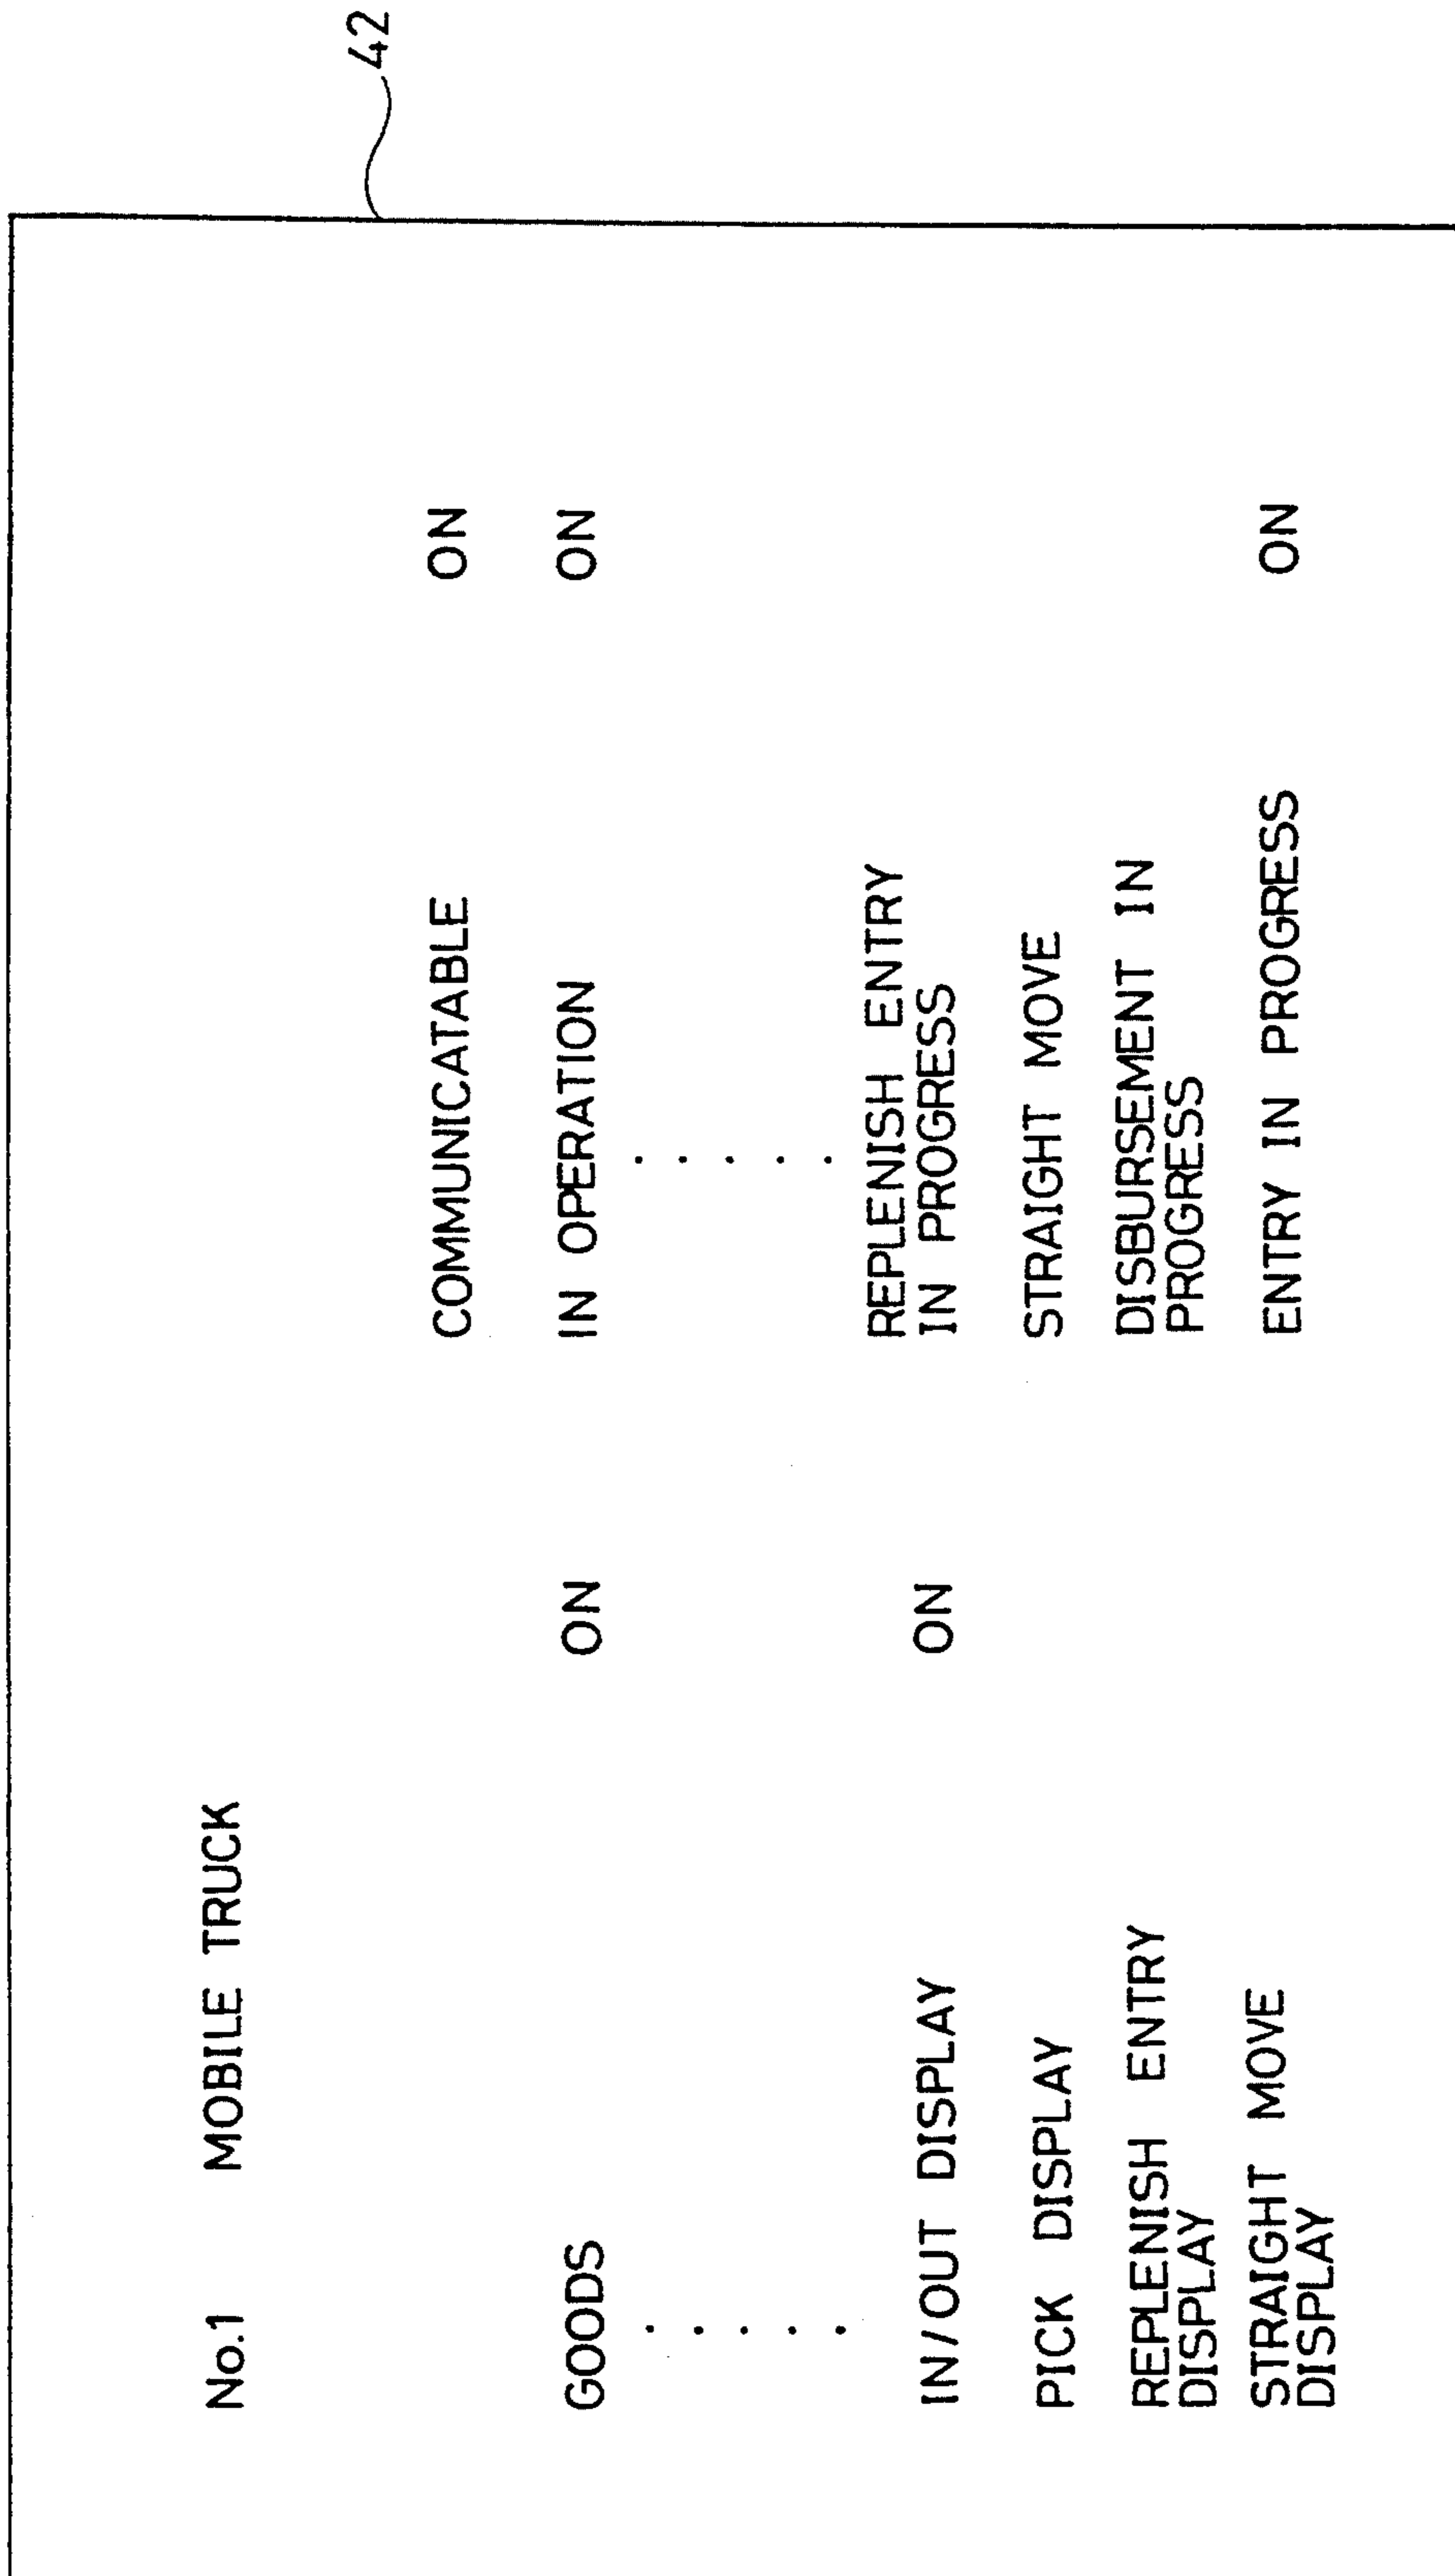 42
No.1 MOBILE TRUCK
COMMUNICATABLE ON
GOODS ON IN OPERATION ON
. . . . . . . . . .
REPLENISH ENTRY
IN/OUT DISPLAY ON IN PROGRESS
PICK DISPLAY STRAIGHT MOVE
REPLENISH ENTRY DISBURSEMENT IN
DISPLAY PROGRESS
STRAIGHT MOVE ENTRY IN PROGRESS ON
DISPLAY